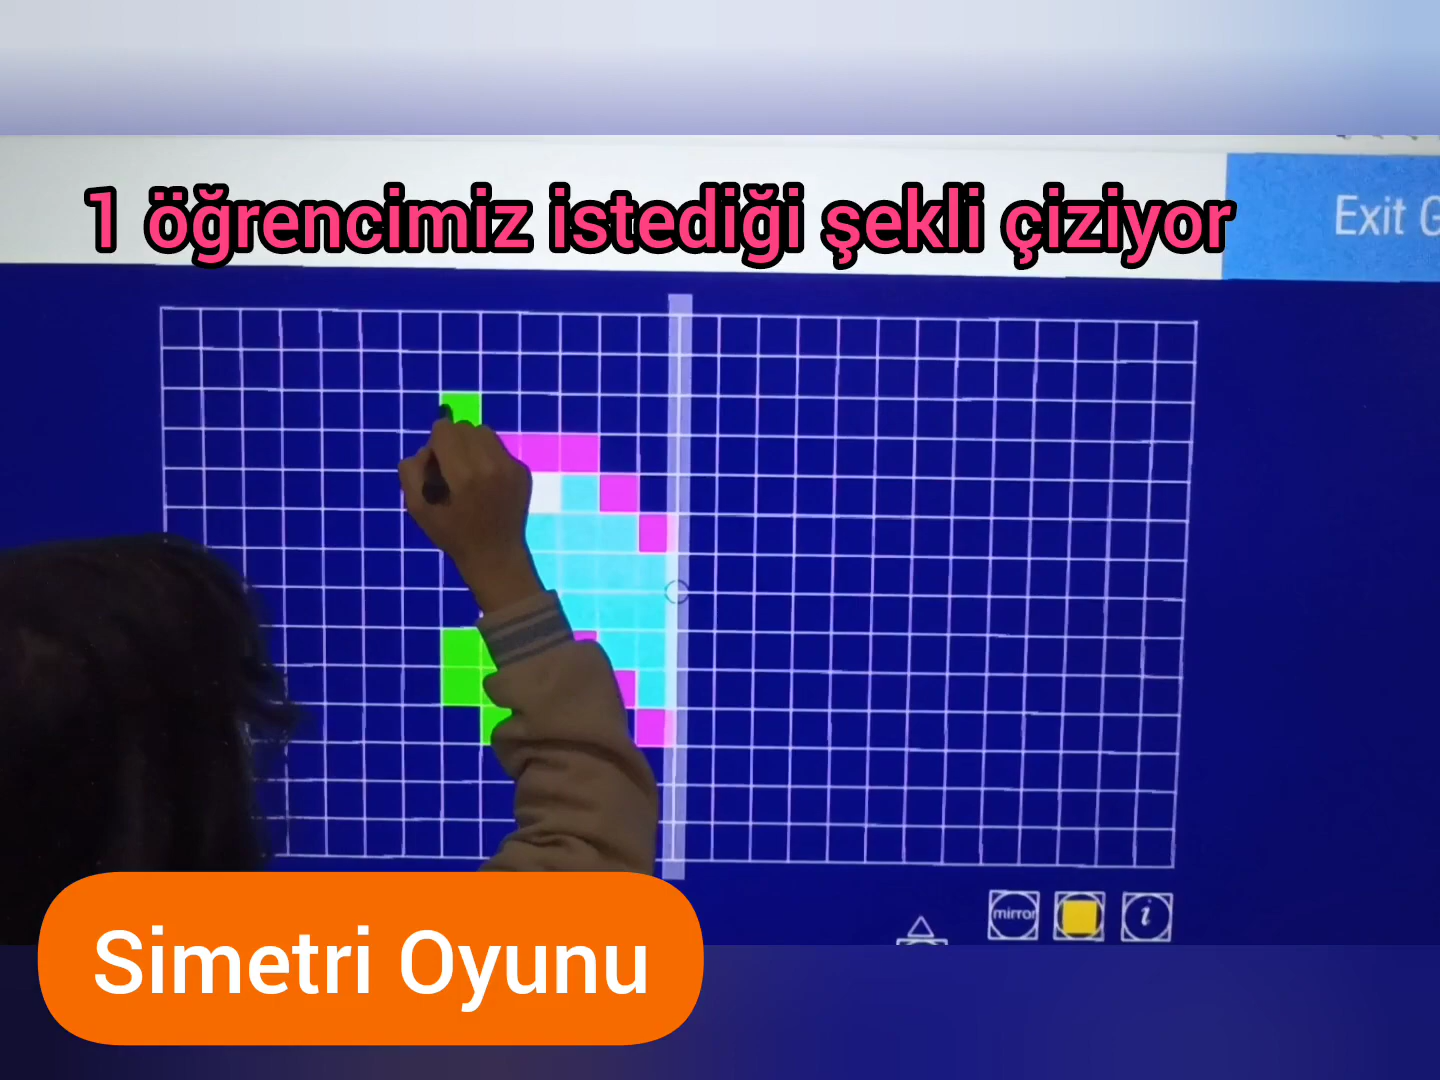 1 öğrencimiz istediği şekli çiziyor
Exit G
mirror
i
Simetri Oyunu